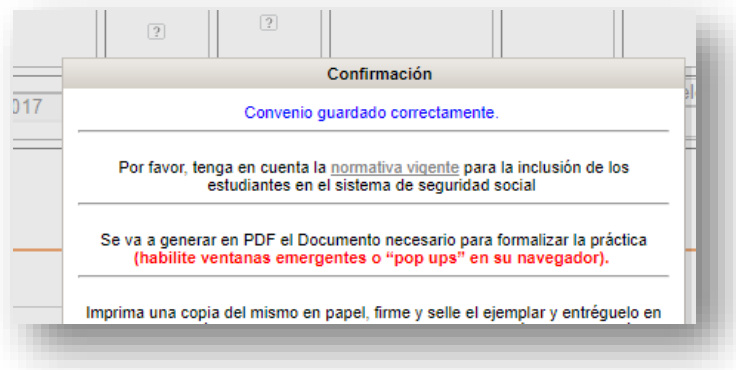 ?
?
Confirmación
017
Convenio guardado correctamente.
Por favor, tenga en cuenta la normativa vigente para la inclusión de los
estudiantes en el sistema de seguridad social
Se va a generar en PDF el Documento necesario para formalizar la práctica
(habilite ventanas emergentes o “pop ups” en su navegador).
Imprima una copia del mismo en papel, firme y selle el ejemplar y entréguelo en